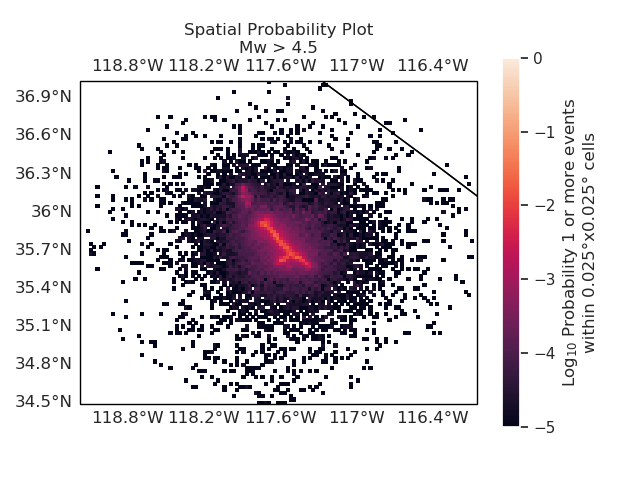 Spatial Probability Plot
Mw > 4.5
118.8°W 118.2°W 117.6°W 117°W 116.4°W
36.9°N
36.6°N
36.3°N
36°N
35.7°N
35.4°N
35.1°N
34.8°N
34.5°N
118.8°W 118.2°W 117.6°W 117°W 116.4°W
0
−1
−2
−3
−4
−5
Log₁₀ Probability 1 or more events
within 0.025°x0.025° cells